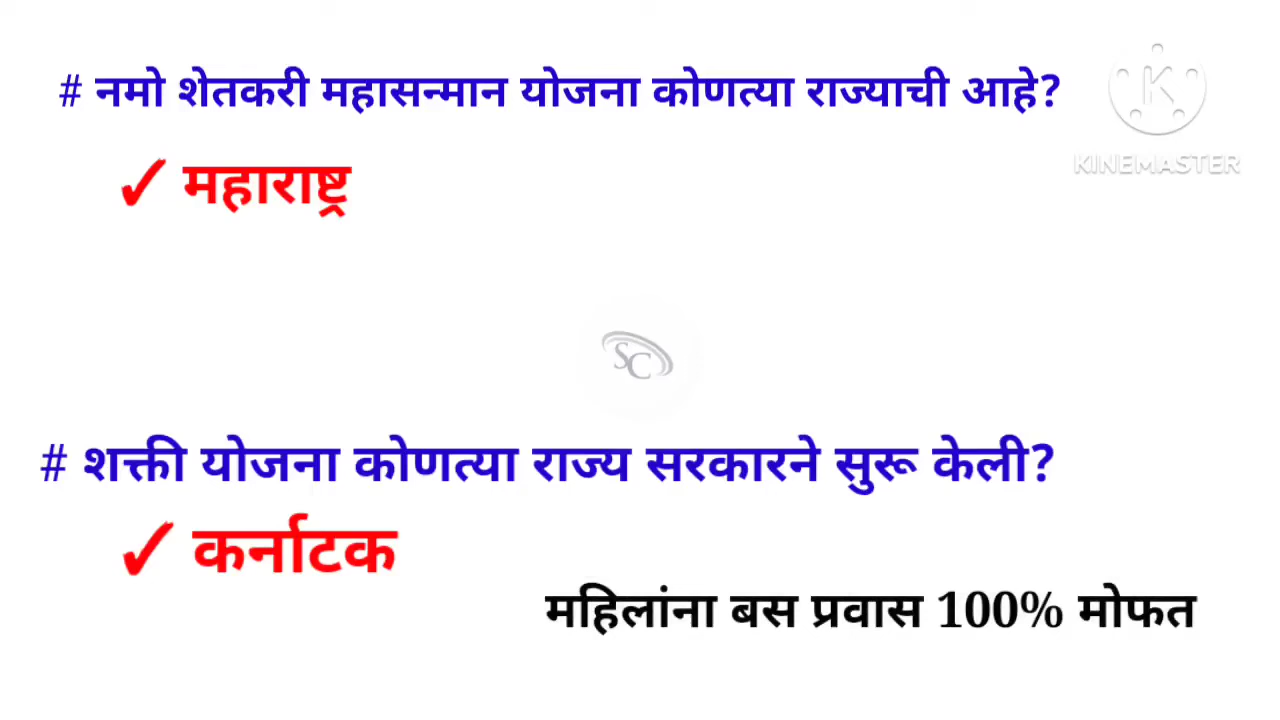 # नमो शेतकरी महासन्मान योजना कोणत्या राज्याची आहे?
K
KINEMASTER
✓ महाराष्ट्र
SC
# शक्ती योजना कोणत्या राज्य सरकारने सुरू केली?
✓ कर्नाटक
महिलांना बस प्रवास 100% मोफत